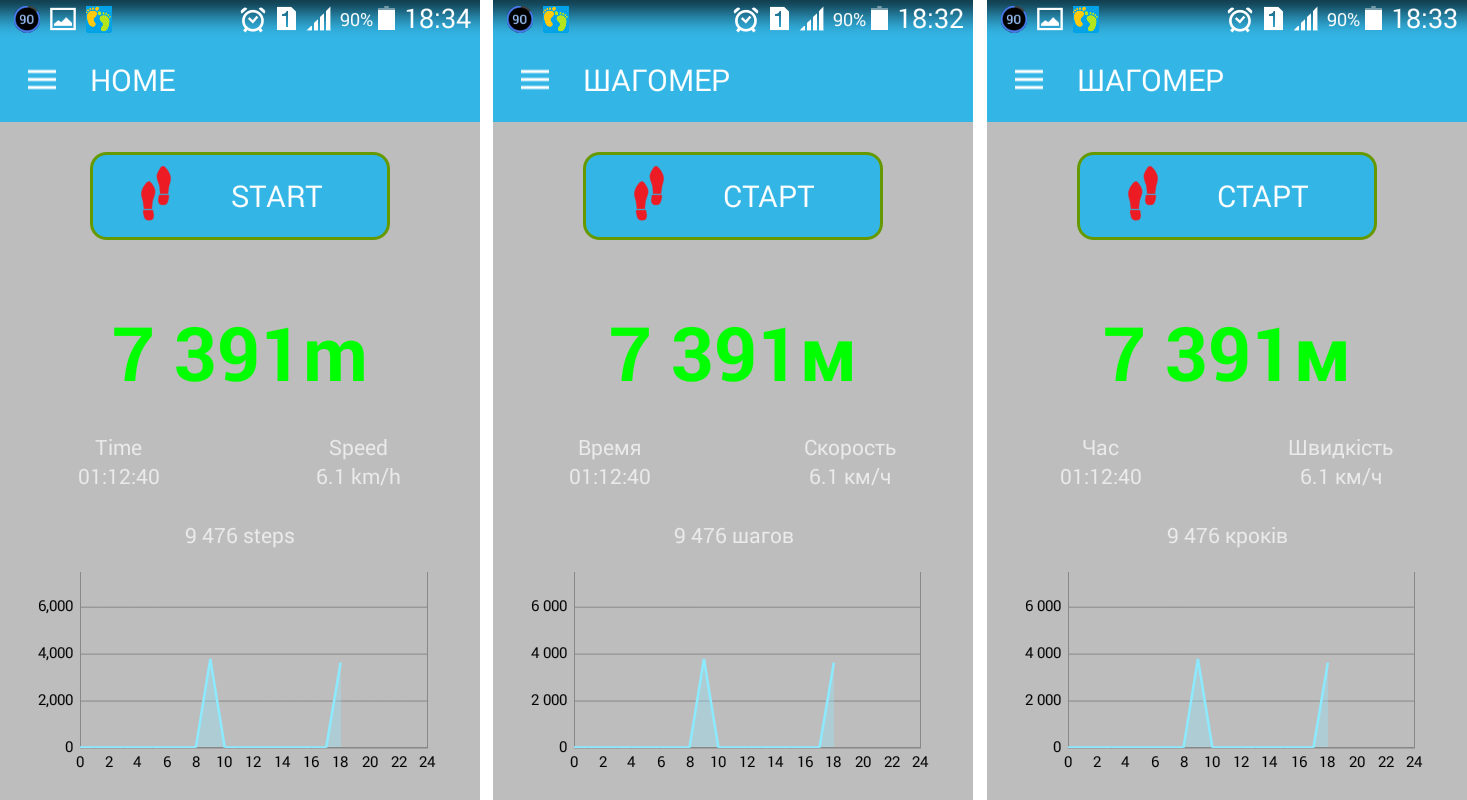 90 1 90% 18:34
HOME
START
7 391m
Time Speed
01:12:40 6.1 km/h
9 476 steps
6,000
4,000
2,000
0
0 2 4 6 8 10 12 14 16 18 20 22 24
90 1 90% 18:32
ШАГОМЕР
СТАРТ
7 391м
Время Скорость
01:12:40 6.1 км/ч
9 476 шагов
6 000
4 000
2 000
0
0 2 4 6 8 10 12 14 16 18 20 22 24
90 1 90% 18:33
ШАГОМЕР
СТАРТ
7 391м
Час Швидкість
01:12:40 6.1 км/ч
9 476 кроків
6 000
4 000
2 000
0
0 2 4 6 8 10 12 14 16 18 20 22 24